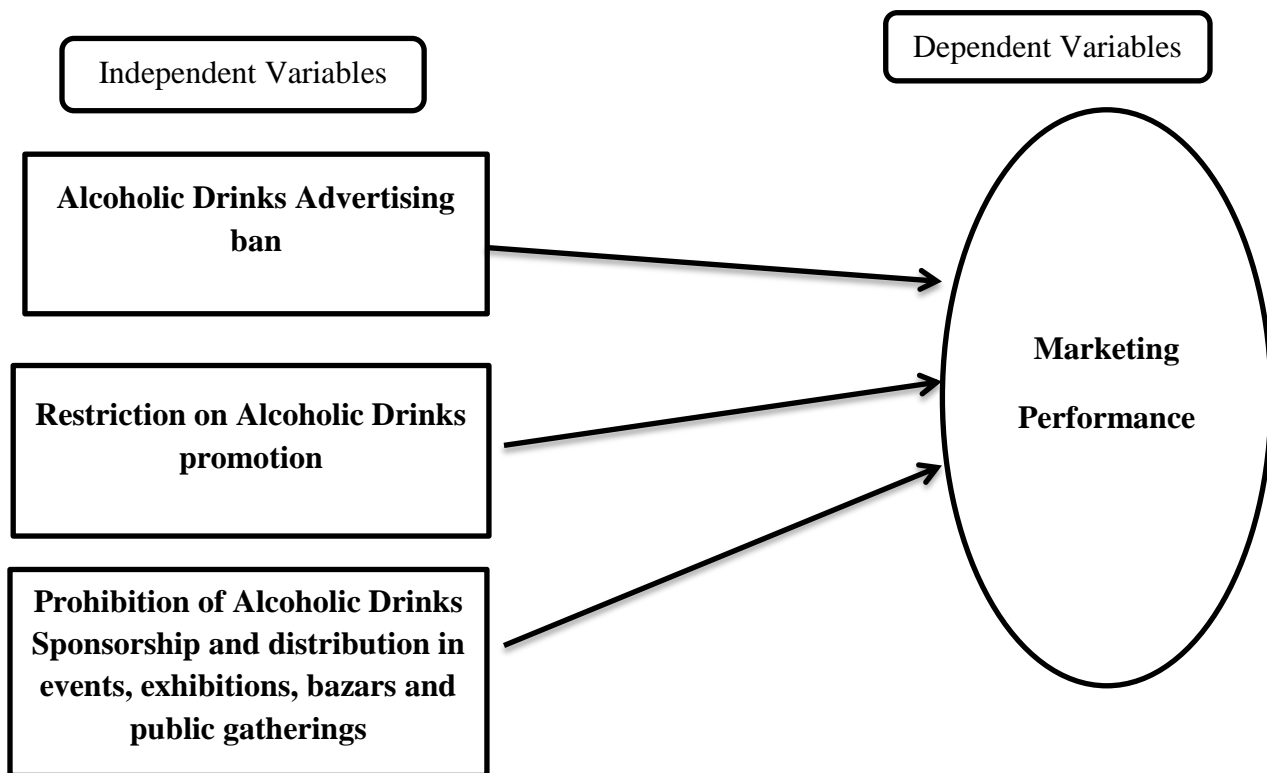 Independent Variables
Dependent Variables
Alcoholic Drinks Advertising
ban
Restriction on Alcoholic Drinks
promotion
Prohibition of Alcoholic Drinks
Sponsorship and distribution in
events, exhibitions, bazars and
public gatherings
Marketing
Performance